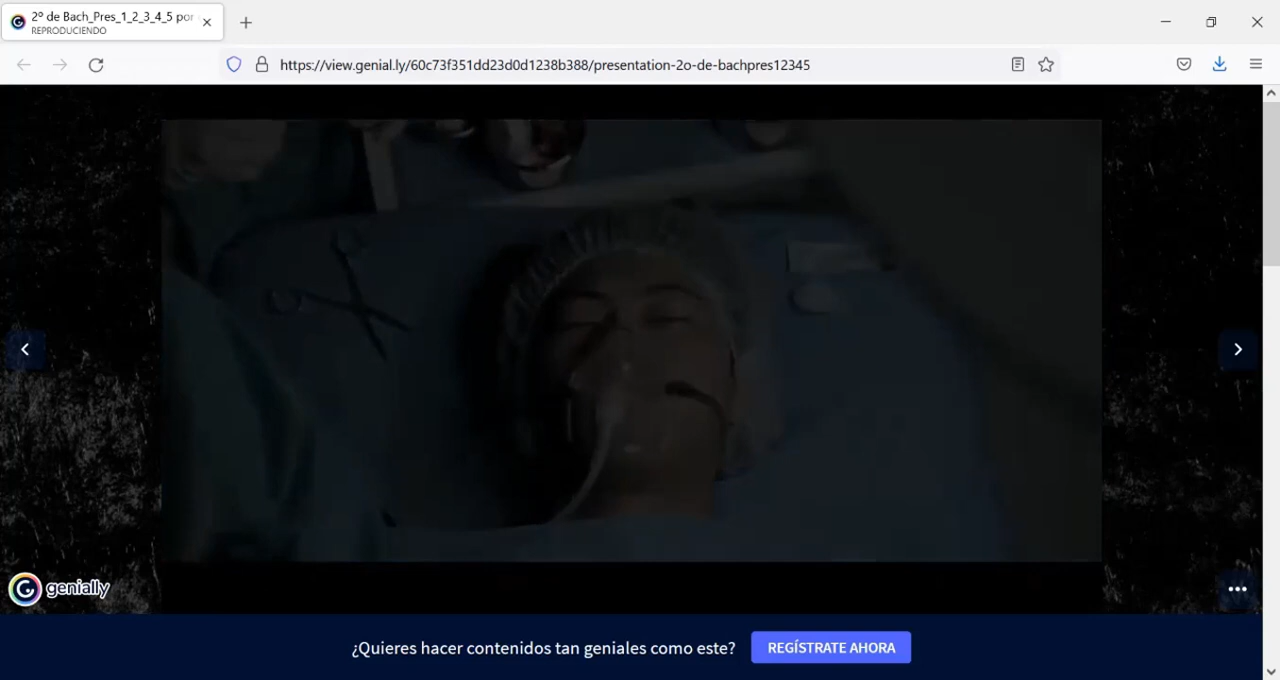 2º de Bach_Pres_1_2_3_4_5 por
REPRODUCIENDO
https://view.genial.ly/60c73f351dd23d0d1238b388/presentation-2o-de-bachpres12345
genially
¿Quieres hacer contenidos tan geniales como este? REGÍSTRATE AHORA